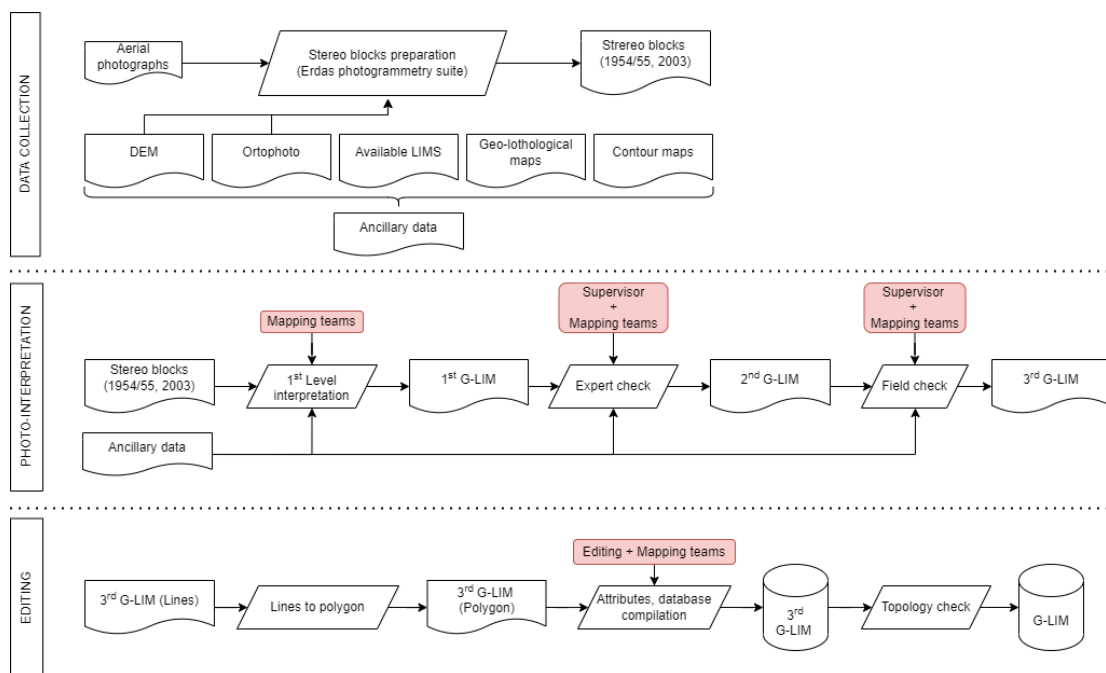 DATA COLLECTION
Aerial
photographs
Stereo blocks preparation
(Erdas photogrammetry suite)
Strereo blocks
(1954/55, 2003)
DEM
Ortophoto
Available LIMS
Geo-lothological
maps
Contour maps
Ancillary data
PHOTO-INTERPRETATION
Mapping teams
Supervisor
+
Mapping teams
Supervisor
+
Mapping teams
Stereo blocks
(1954/55, 2003)
1st Level
interpretation
1st G-LIM
Expert check
2nd G-LIM
Field check
3rd G-LIM
Ancillary data
EDITING
Editing + Mapping teams
3rd G-LIM (Lines)
Lines to polygon
3rd G-LIM
(Polygon)
Attributes, database
compilation
3rd
G-LIM
Topology check
G-LIM